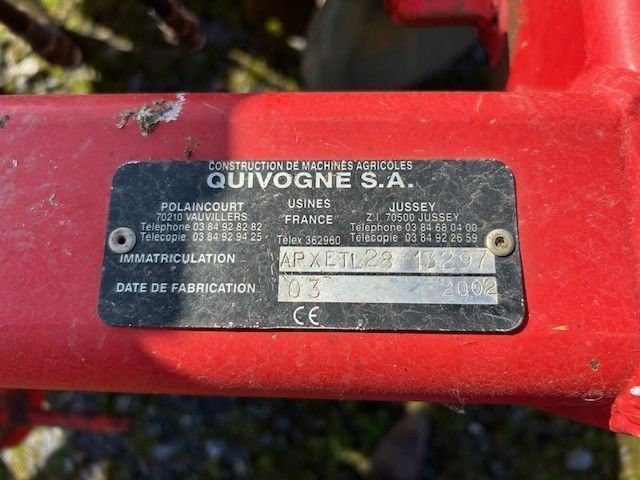 CONSTRUCTION DE MACHINES AGRICOLES
QUIVOGNE S.A.
POLAINCOURT
70210 VAUVILLERS
Téléphone 03 84 92 82 82
Télécopie 03 84 92 94 25
USINES
FRANCE
Télex 362960
JUSSEY
Z.I. 70500 JUSSEY
Téléphone 03 84 68 04 00
Télécopie 03 84 92 26 59
IMMATRICULATION APXETL28 13297
DATE DE FABRICATION 03 2002
CE